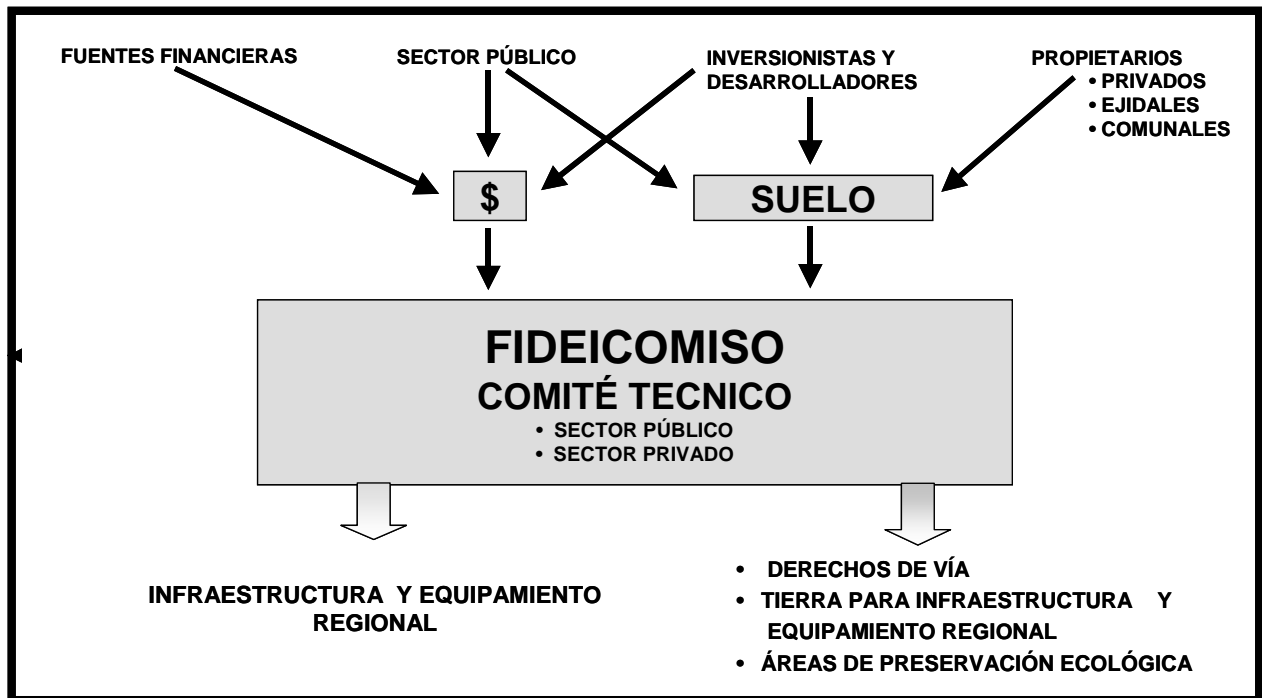 FUENTES FINANCIERAS
SECTOR PÚBLICO
INVERSIONISTAS Y
DESARROLLADORES
PROPIETARIOS
• PRIVADOS
• EJIDALES
• COMUNALES
$
SUELO
FIDEICOMISO
COMITÉ TECNICO
• SECTOR PÚBLICO
• SECTOR PRIVADO
INFRAESTRUCTURA Y EQUIPAMIENTO
REGIONAL
• DERECHOS DE VÍA
• TIERRA PARA INFRAESTRUCTURA Y
EQUIPAMIENTO REGIONAL
• ÁREAS DE PRESERVACIÓN ECOLÓGICA